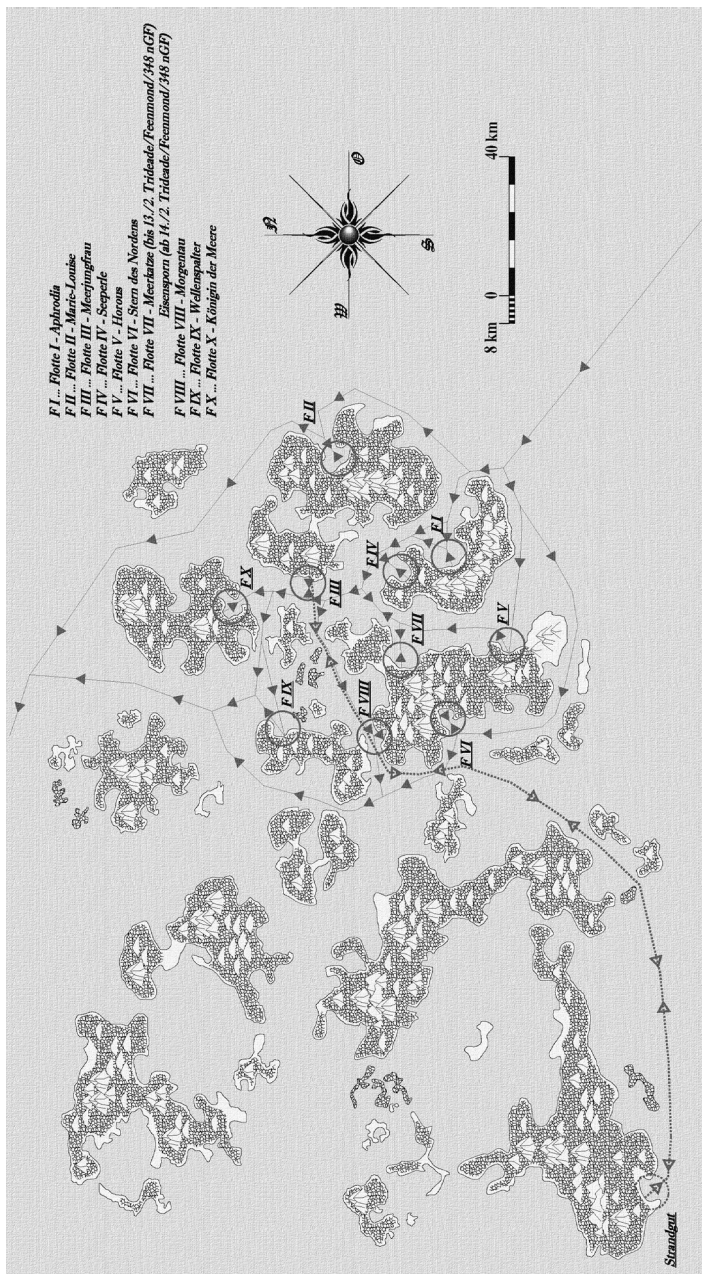 F I ... Flotte I - Aphrodia
F II ... Flotte II - Marie-Louise
F III ... Flotte III - Meerjungfrau
F IV ... Flotte IV - Seeperle
F V ... Flotte V - Horous
F VI ... Flotte VI - Stern des Nordens
F VII ... Flotte VII - Meerkatze (bis 13./2. Trideade/Feenmond/348 nGF)
Eisensporn (ab 14./2. Trideade/Feenmond/348 nGF)
F VIII ... Flotte VIII - Morgentau
F IX ... Flotte IX - Wellenspalter
F X ... Flotte X - Königin der Meere
N
W
O
S
8 km
0
40 km
F II
F X
F III
F IX
F IV
F I
F VII
F VIII
F V
F VI
Strandgut